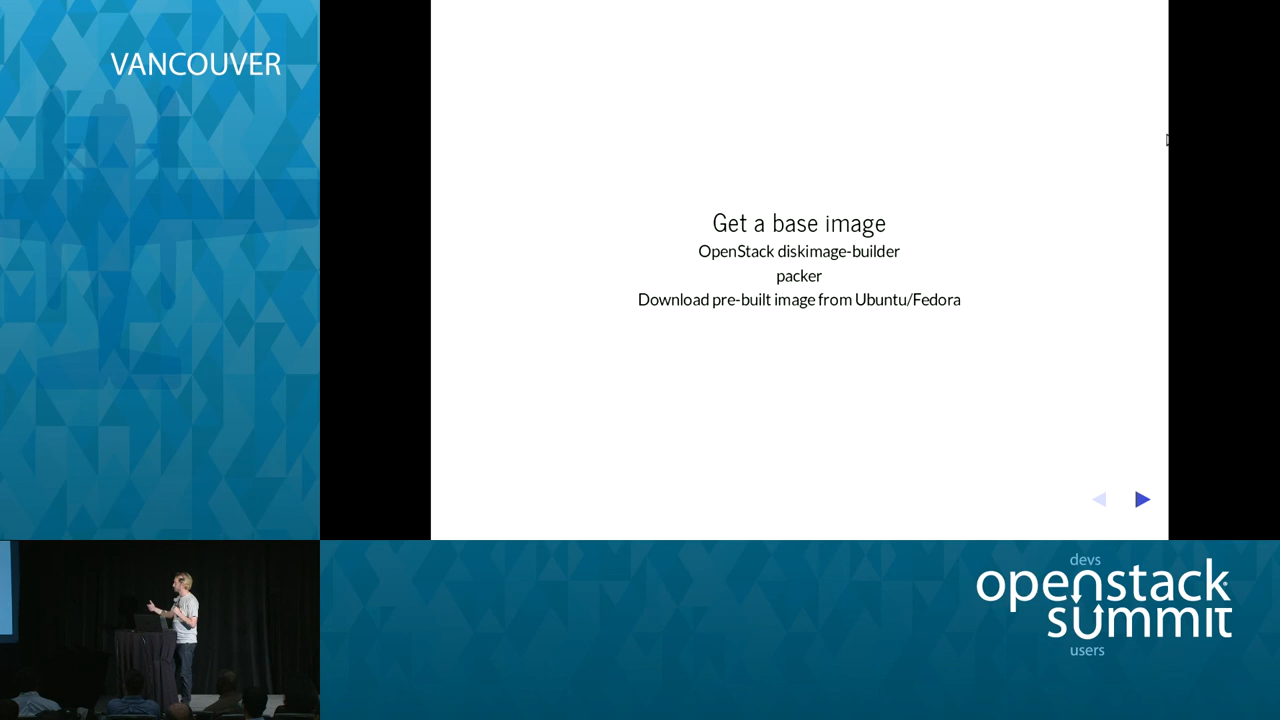 VANCOUVER
Get a base image
OpenStack diskimage-builder
packer
Download pre-built image from Ubuntu/Fedora
devs
openstack
summit
users